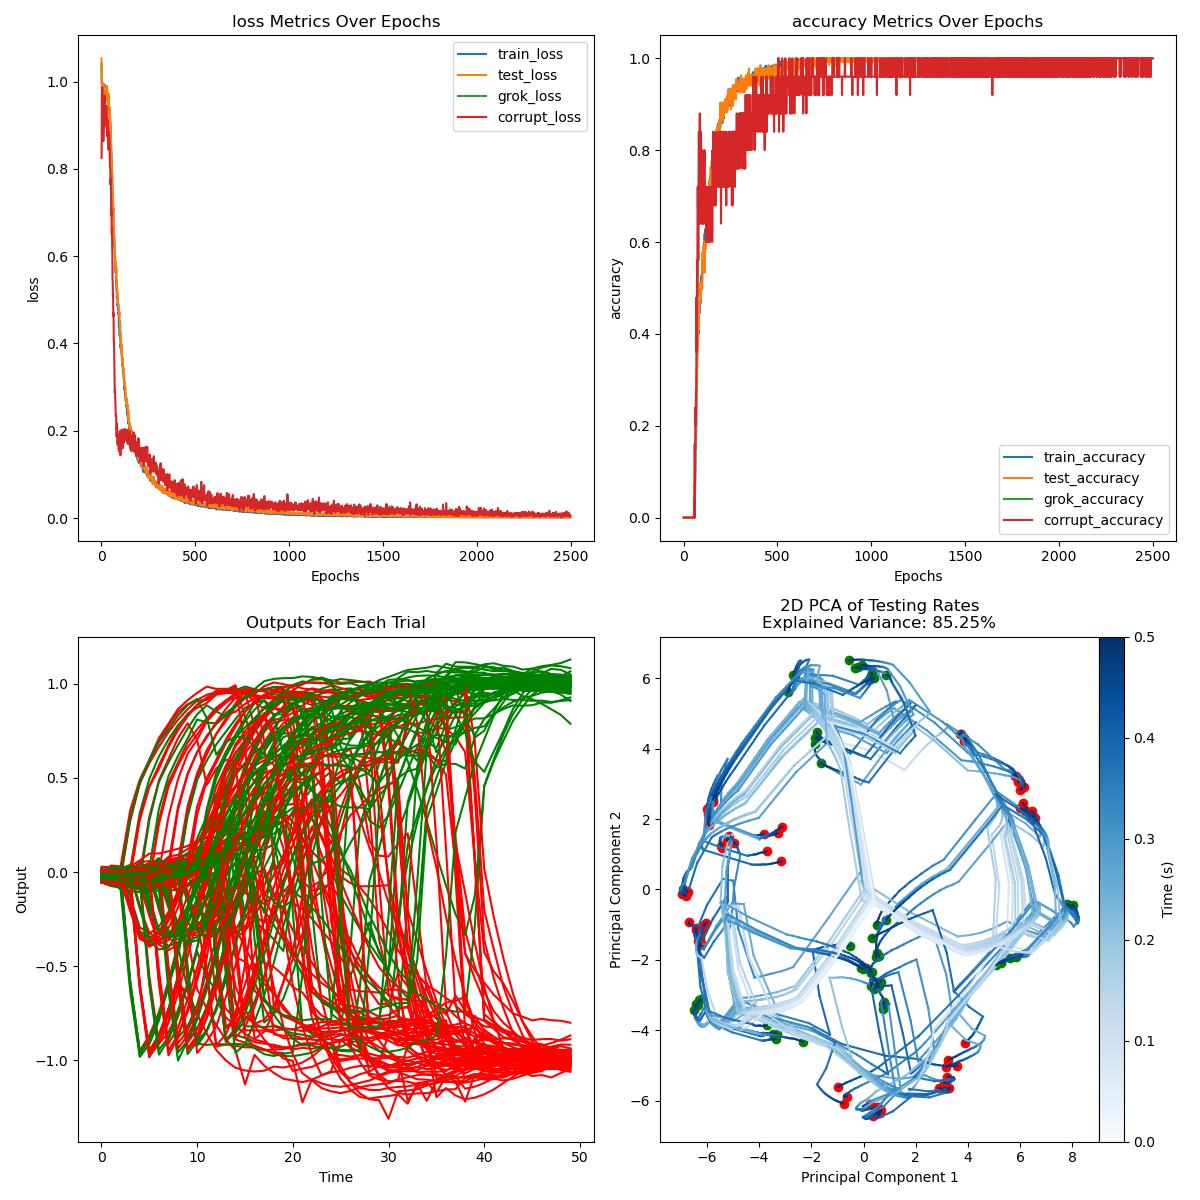 loss Metrics Over Epochs
loss
1.0
0.8
0.6
0.4
0.2
0.0
0
500
1000
1500
2000
2500
Epochs
train_loss
test_loss
grok_loss
corrupt_loss
accuracy Metrics Over Epochs
accuracy
1.0
0.8
0.6
0.4
0.2
0.0
0
500
1000
1500
2000
2500
Epochs
train_accuracy
test_accuracy
grok_accuracy
corrupt_accuracy
Outputs for Each Trial
Output
1.0
0.5
0.0
−0.5
−1.0
0
10
20
30
40
50
Time
2D PCA of Testing Rates
Explained Variance: 85.25%
Principal Component 2
6
4
2
0
−2
−4
−6
−6
−4
−2
0
2
4
6
8
Principal Component 1
0.5
0.4
0.3
0.2
0.1
0.0
Time (s)